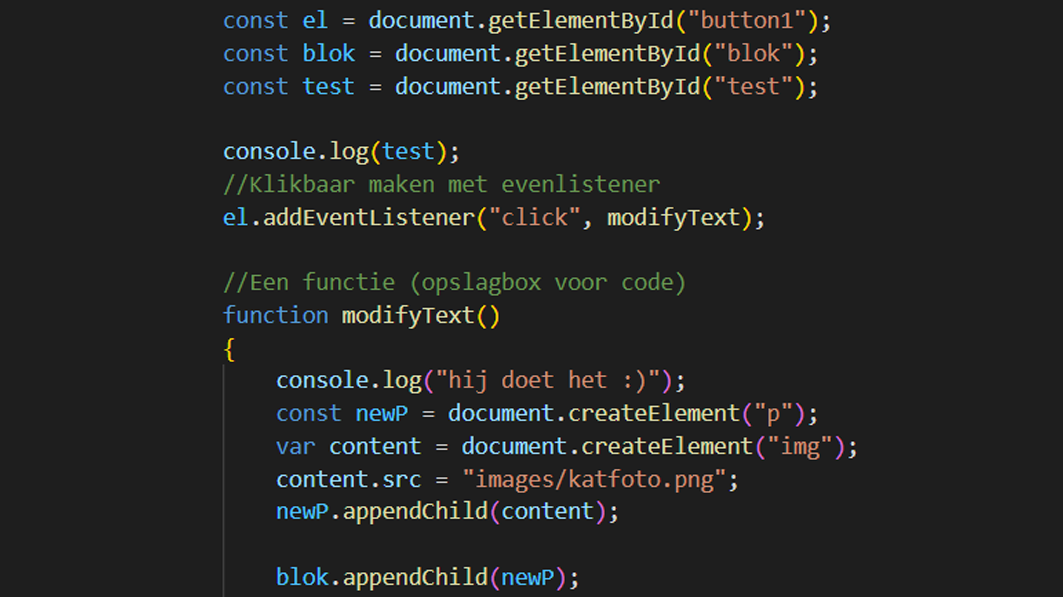 const el = document.getElementById("button1");
const blok = document.getElementById("blok");
const test = document.getElementById("test");
console.log(test);
//Klikbaar maken met evenlistener
el.addEventListener("click", modifyText);
//Een functie (opslagbox voor code)
function modifyText()
{
console.log("hij doet het :)");
const newP = document.createElement("p");
var content = document.createElement("img");
content.src = "images/katfoto.png";
newP.appendChild(content);
blok.appendChild(newP);